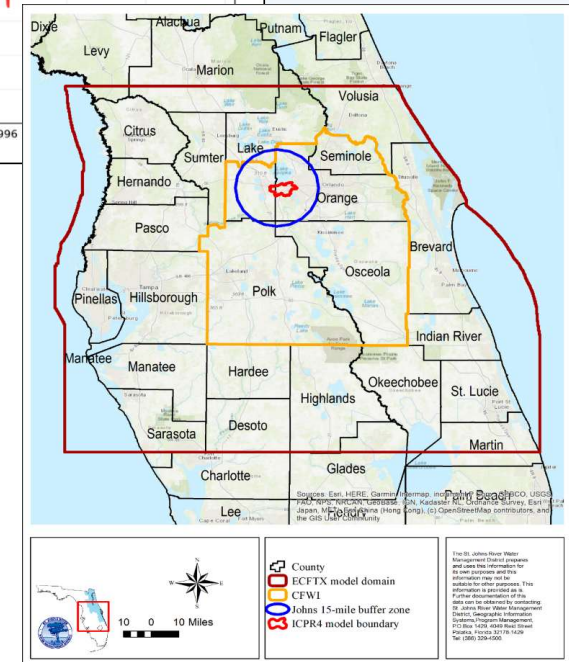 996
Dixie
Alachua
Putnam
Flagler
Levy
Marion
Volusia
Citrus
Lake
Sumter
Seminole
Hernando
Orange
Pasco
Brevard
Osceola
Polk
Pinellas
Hillsborough
Indian River
Manatee
Manatee
Hardee
Okeechobee
St. Lucie
Highlands
Sarasota
Desoto
Martin
Charlotte
Glades
Palm Beach
Lee
Hendry
Sources: Esri, HERE, Garmin, Intermap,
FAO, NPS, NRCAN, GeoBase, IGN, Kadaster NL, Ordnance Survey, Esri
Japan, METI, Esri China (Hong Kong), (c) OpenStreetMap contributors, and
the GIS User Community
N
W
E
S
10 0 10 Miles
County
ECFTX model domain
CFWI
Johns 15-mile buffer zone
ICPR4 model boundary
The St. Johns River Water
Management District prepares
and uses this information for
its own purposes and this
information may not be
suitable for other purposes. This
information is provided as is.
Further documentation of this
data can be obtained by contacting:
St. Johns River Water Management
District, Geographic Information
Systems, Program Management,
P.O. Box 1429, 4049 Reid Street
Palatka, Florida 32178-1429
Tel: (386) 329-4500